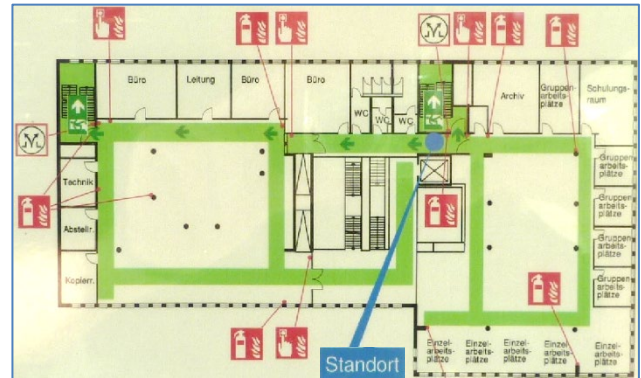 Büro
Leitung
Büro
Büro
WC
WC
WC
Archiv
Gruppen-
arbeits-
plätze
Schulungs-
raum
Technik
Abstellr.
Kopierr.
Gruppen-
arbeits-
plätze
Gruppen-
arbeits-
plätze
Gruppen-
arbeits-
plätze
Gruppen-
arbeits-
plätze
Einzel-
arbeits-
plätze
Einzel-
arbeits-
plätze
Einzel-
arbeits-
plätze
Einzel-
arbeits-
plätze
Einzel-
arbeits-
plätze
Standort